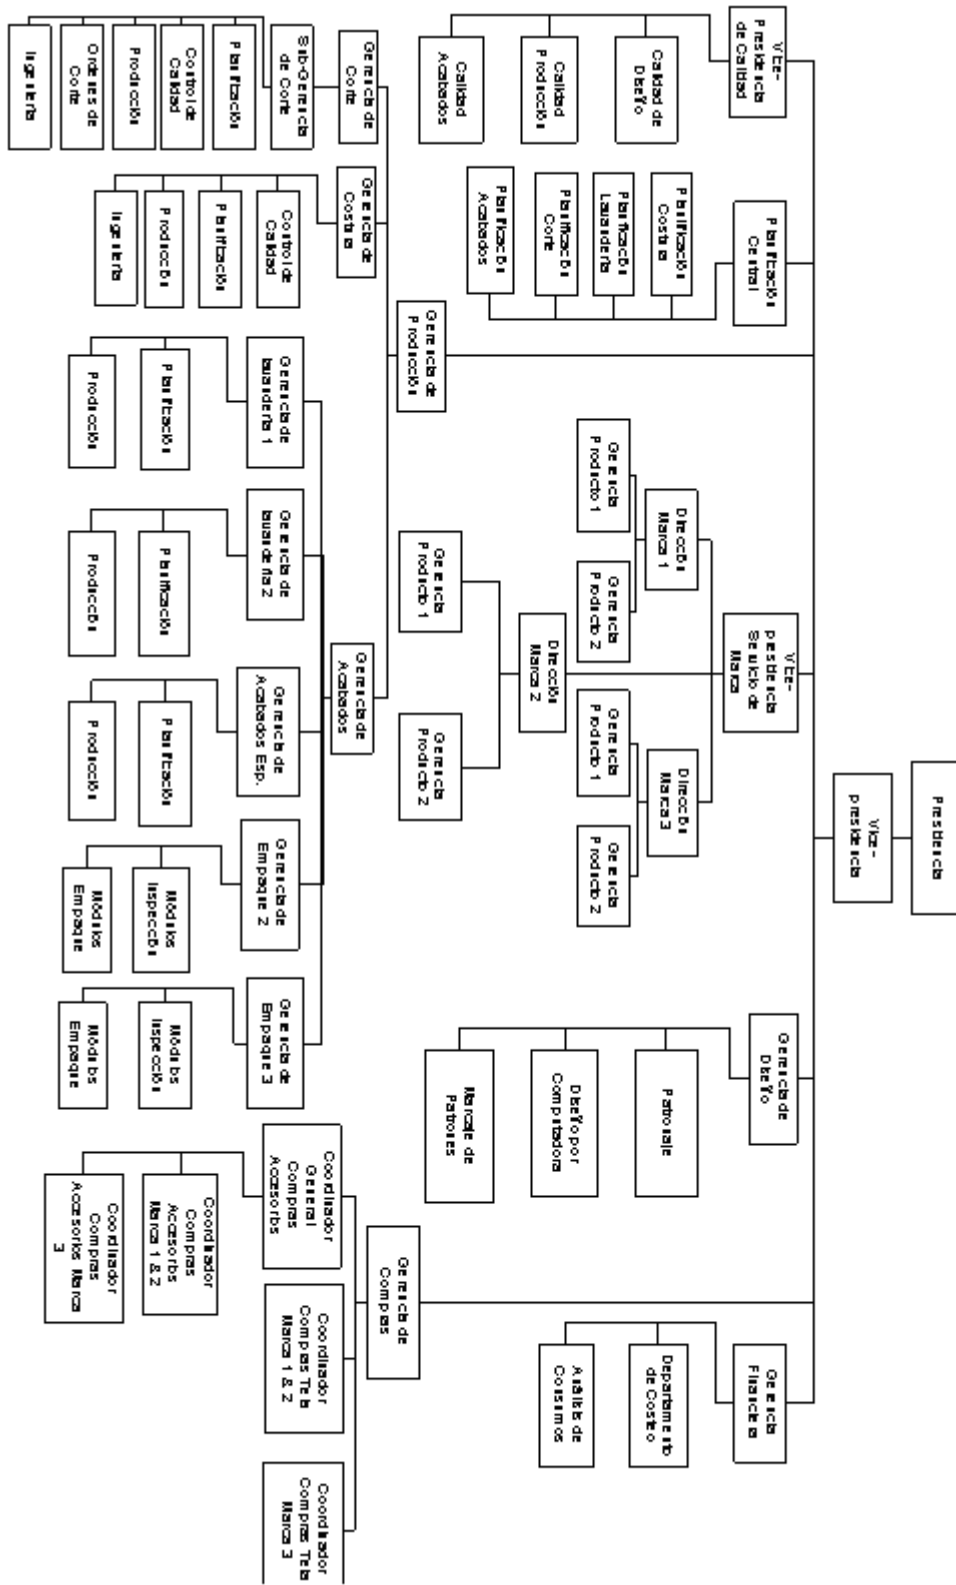 Presidencia
Vice-
presidencia
Vice-
Presidencia
de Calidad
Calidad de
Diseño
Calidad
Producción
Calidad
Acabados
Planificación
Central
Planificación
Costura
Planificación
Lavandería
Planificación
Corte
Planificación
Acabados
Gerencia de
Producción
Gerencia de
Corte
Sub-Gerencia
de Corte
Planificación
Control de
Calidad
Producción
Ordenes de
Corte
Ingeniería
Gerencia de
Costura
Control de
Calidad
Planificación
Producción
Ingeniería
Gerencia de
Acabados
Gerencia de
lavandería 1
Planificación
Producción
Gerencia de
lavandería 2
Planificación
Producción
Gerencia de
Acabados Esp.
Planificación
Producción
Gerencia de
Empaque 2
Módulos
Inspección
Módulos
Empaque
Gerencia de
Empaque 3
Módulos
Inspección
Módulos
Empaque
Vice-
presidencia
Servicio de
Marca
Dirección
Marca 1
Gerencia
Producto 1
Gerencia
Producto 2
Dirección
Marca 2
Gerencia
Producto 1
Gerencia
Producto 2
Dirección
Marca 3
Gerencia
Producto 1
Gerencia
Producto 2
Gerencia de
Diseño
Patronaje
Diseño por
Computadora
Marcaje de
Patrones
Gerencia de
Compras
Coordinador
General
Compras
Accesorios
Coordinador
Compras
Accesorios
Marca 1 & 2
Coordinador
Compras
Accesorios Marca
3
Coordinador
Compras Tela
Marca 1 & 2
Coordinador
Compras Tela
Marca 3
Gerencia
Financiera
Departamento
de Costeo
Análisis de
Consumos